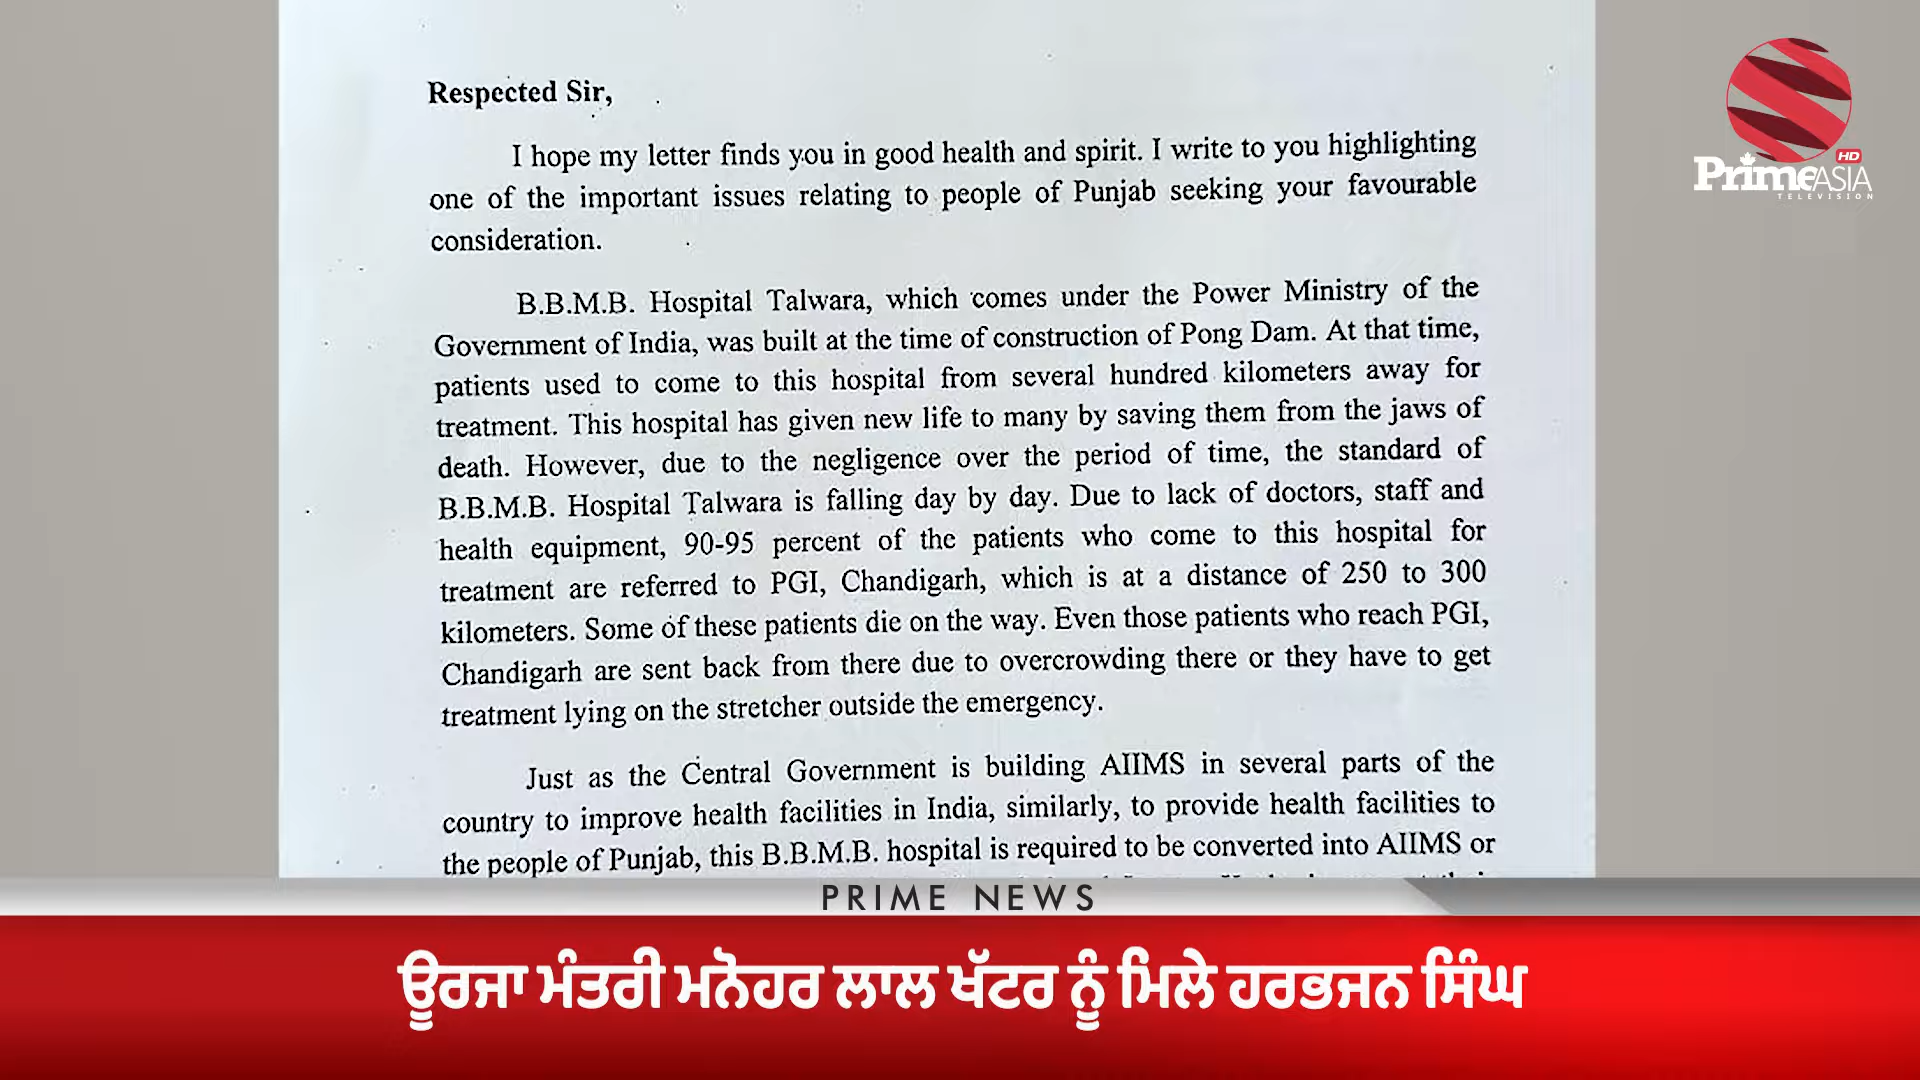 Respected Sir,
I hope my letter finds you in good health and spirit. I write to you highlighting
one of the important issues relating to people of Punjab seeking your favourable
consideration.
B.B.M.B. Hospital Talwara, which comes under the Power Ministry of the
Government of India, was built at the time of construction of Pong Dam. At that time,
patients used to come to this hospital from several hundred kilometers away for
treatment. This hospital has given new life to many by saving them from the jaws of
death. However, due to the negligence over the period of time, the standard of
B.B.M.B. Hospital Talwara is falling day by day. Due to lack of doctors, staff and
health equipment, 90-95 percent of the patients who come to this hospital for
treatment are referred to PGI, Chandigarh, which is at a distance of 250 to 300
kilometers. Some of these patients die on the way. Even those patients who reach PGI,
Chandigarh are sent back from there due to overcrowding there or they have to get
treatment lying on the stretcher outside the emergency.
Just as the Central Government is building AIIMS in several parts of the
country to improve health facilities in India, similarly, to provide health facilities to
the people of Punjab, this B.B.M.B. hospital is required to be converted into AIIMS or
HD
PrimeASIA
TELEVISION
PRIME NEWS
ਊਰਜਾ ਮੰਤਰੀ ਮਨੋਹਰ ਲਾਲ ਖੱਟਰ ਨੂੰ ਮਿਲੇ ਹਰਭਜਨ ਸਿੰਘ